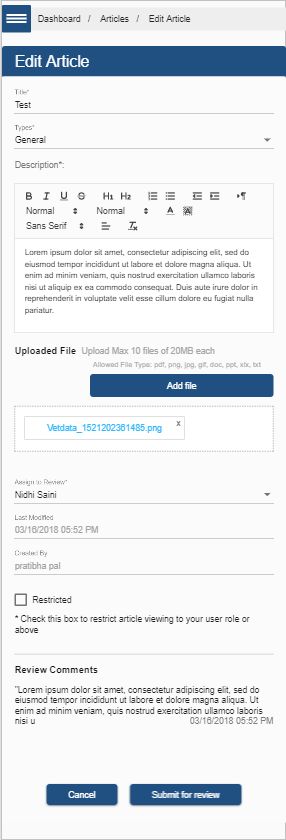 Dashboard / Articles / Edit Article
Edit Article
Title*
Test
Types*
General
Description*:
B I U S H1 H2
Normal Normal A A
Sans Serif
Lorem ipsum dolor sit amet, consectetur adipiscing elit, sed do
eiusmod tempor incididunt ut labore et dolore magna aliqua. Ut
enim ad minim veniam, quis nostrud exercitation ullamco laboris
nisi ut aliquip ex ea commodo consequat. Duis aute irure dolor in
reprehenderit in voluptate velit esse cillum dolore eu fugiat nulla
pariatur.
Uploaded File Upload Max 10 files of 20MB each
Allowed File Type: pdf, png, jpg, gif, doc, ppt, xtx, txt
Add file
Vetdata_1521202361485.png x
Assign to Review*
Nidhi Saini
Last Modified
03/16/2018 05:52 PM
Created By
pratibha pal
Restricted
* Check this box to restrict article viewing to your user role or
above
Review Comments
"Lorem ipsum dolor sit amet, consectetur adipiscing elit, sed do
eiusmod tempor incididunt ut labore et dolore magna aliqua. Ut
enim ad minim veniam, quis nostrud exercitation ullamco laboris
nisi u 03/16/2018 05:52 PM
Cancel Submit for review